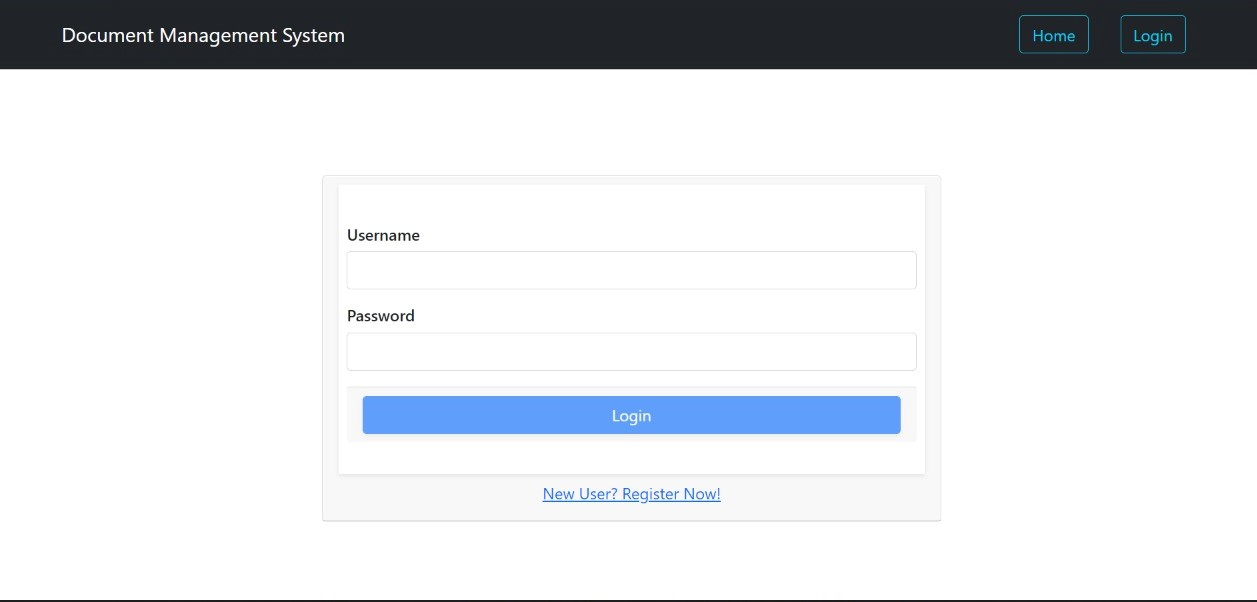 Document Management System
Home
Login
Username
Password
Login
New User? Register Now!